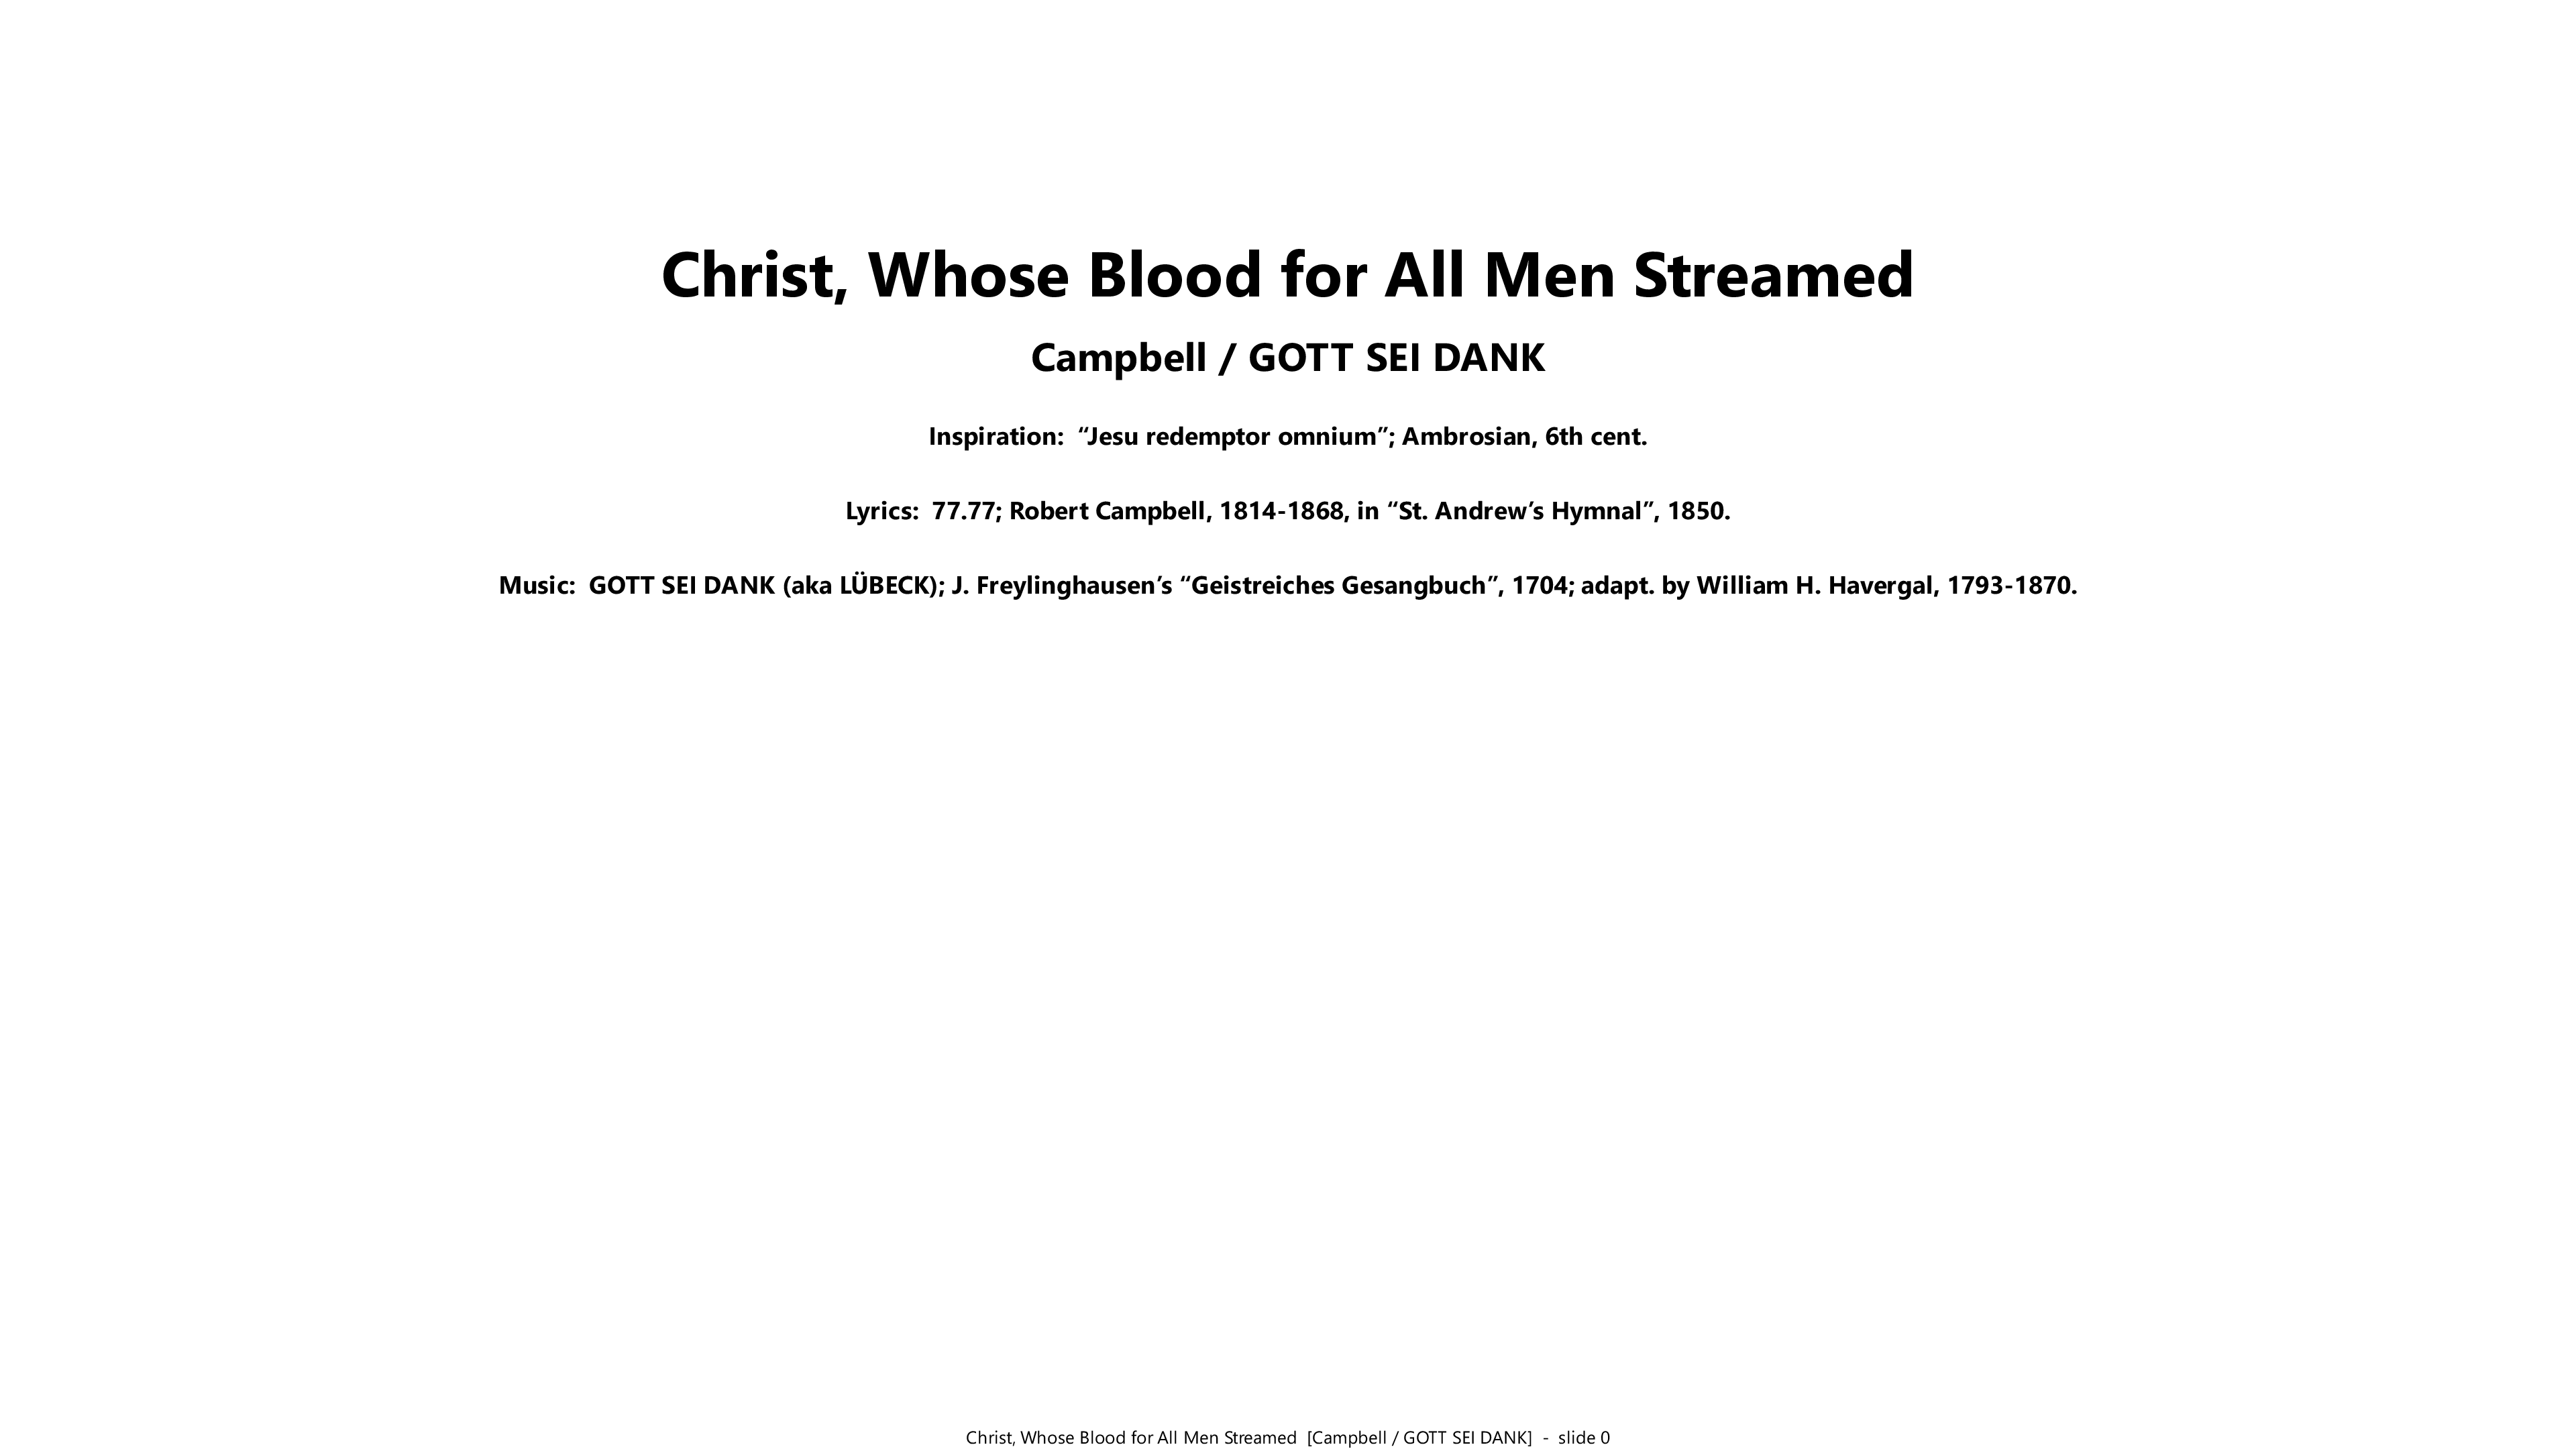 Christ, Whose Blood for All Men Streamed
Campbell / GOTT SEI DANK
Inspiration:  “Jesu redemptor omnium”; Ambrosian, 6th cent.
Lyrics:  77.77; Robert Campbell, 1814-1868, in “St. Andrew’s Hymnal”, 1850.
Music:  GOTT SEI DANK (aka LÜBECK); J. Freylinghausen’s “Geistreiches Gesangbuch”, 1704; adapt. by William H. Havergal, 1793-1870.
Christ, Whose Blood for All Men Streamed  [Campbell / GOTT SEI DANK]  -  slide 0